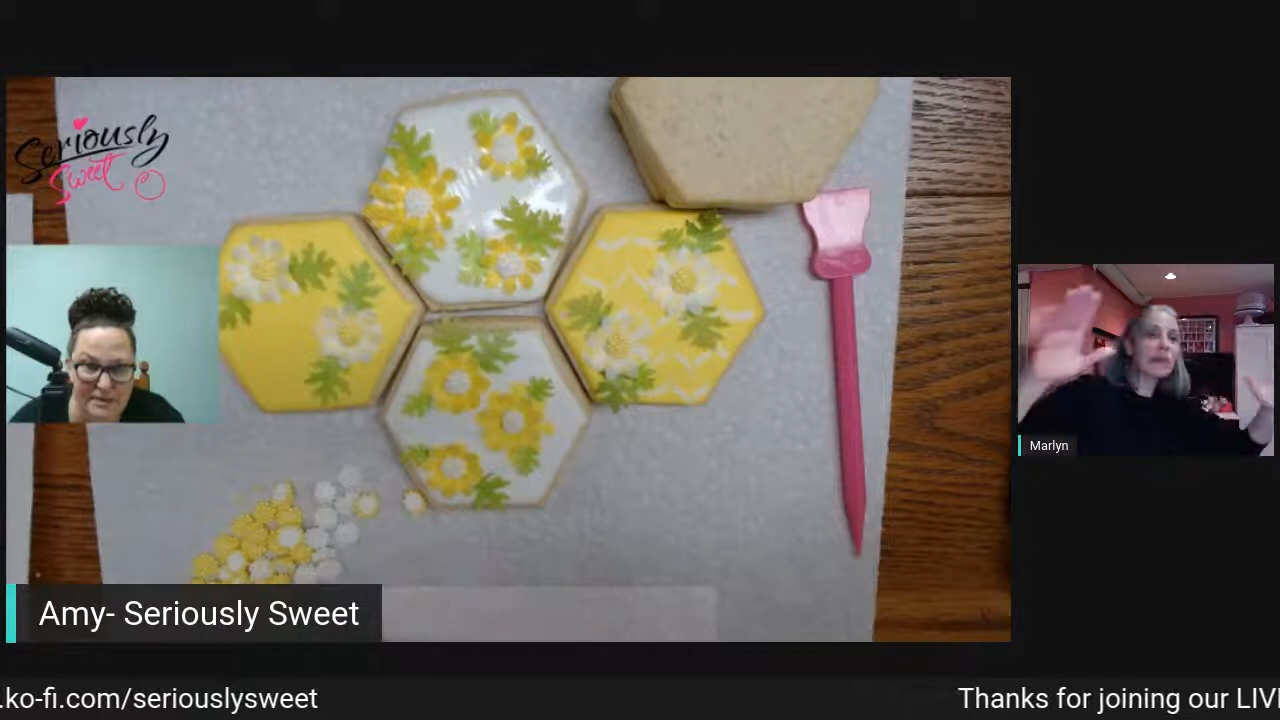 Seriously
Sweet
Marlyn
Amy- Seriously Sweet
.ko-fi.com/seriouslysweet
Thanks for joining our LIV